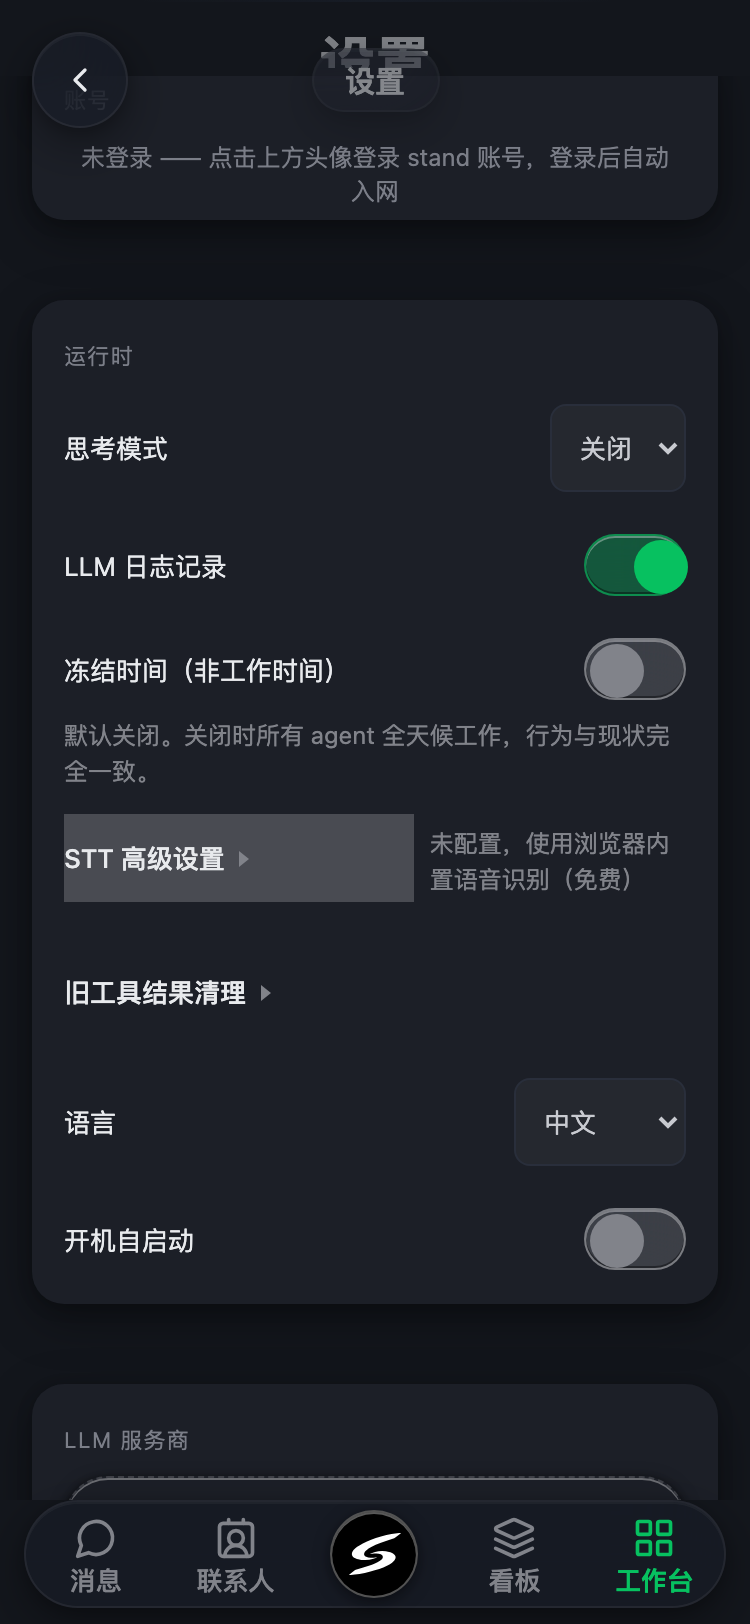 设置
设置
账号
未登录 —— 点击上方头像登录 stand 账号，登录后自动
入网
运行时
思考模式
关闭
LLM 日志记录
冻结时间（非工作时间）
默认关闭。关闭时所有 agent 全天候工作，行为与现状完
全一致。
STT 高级设置
未配置，使用浏览器内
置语音识别（免费）
旧工具结果清理
语言
中文
开机自启动
LLM 服务商
消息
联系人
看板
工作台